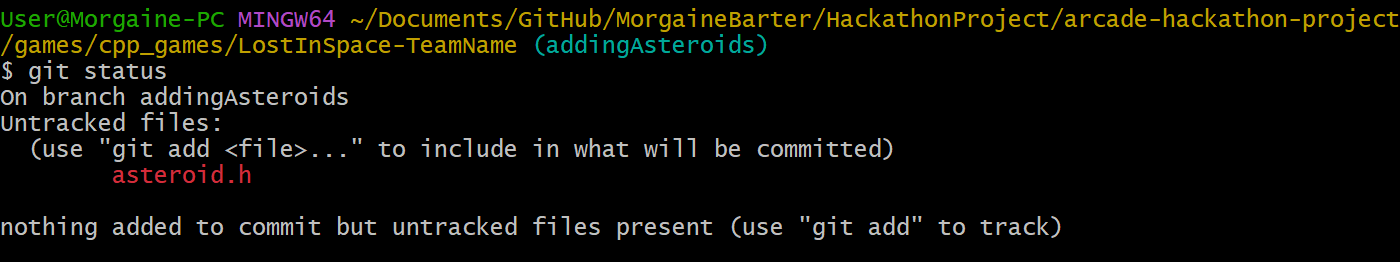 User@Morgaine-PC MINGW64 ~/Documents/GitHub/MorgaineBarter/HackathonProject/arcade-hackathon-project
/games/cpp_games/LostInSpace-TeamName (addingAsteroids)
$ git status
On branch addingAsteroids
Untracked files:
  (use "git add <file>..." to include in what will be committed)
        asteroid.h

nothing added to commit but untracked files present (use "git add" to track)